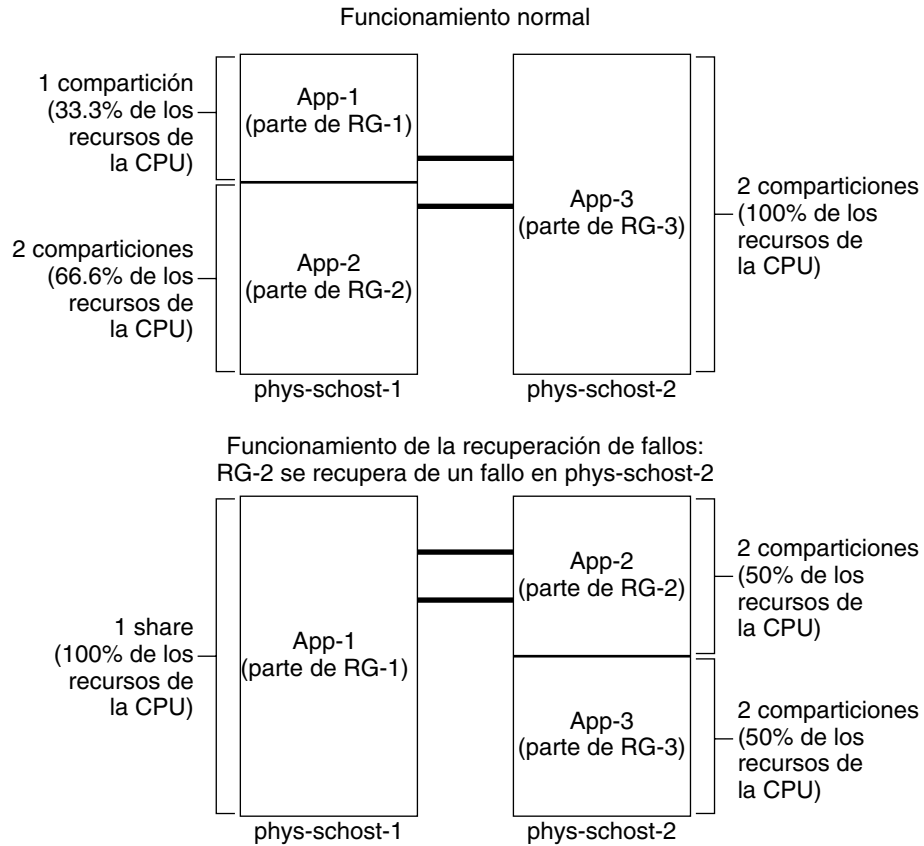 Funcionamiento normal
1 compartición
(33.3% de los
recursos de
la CPU)
App-1
(parte de RG-1)
2 comparticiones
(66.6% de los
recursos de
la CPU)
App-2
(parte de RG-2)
App-3
(parte de RG-3)
2 comparticiones
(100% de los
recursos de
la CPU)
phys-schost-1
phys-schost-2
Funcionamiento de la recuperación de fallos:
RG-2 se recupera de un fallo en phys-schost-2
1 share
(100% de los
recursos de
la CPU)
App-1
(parte de RG-1)
App-2
(parte de RG-2)
2 comparticiones
(50% de los
recursos de
la CPU)
App-3
(parte de RG-3)
2 comparticiones
(50% de los
recursos de
la CPU)
phys-schost-1
phys-schost-2